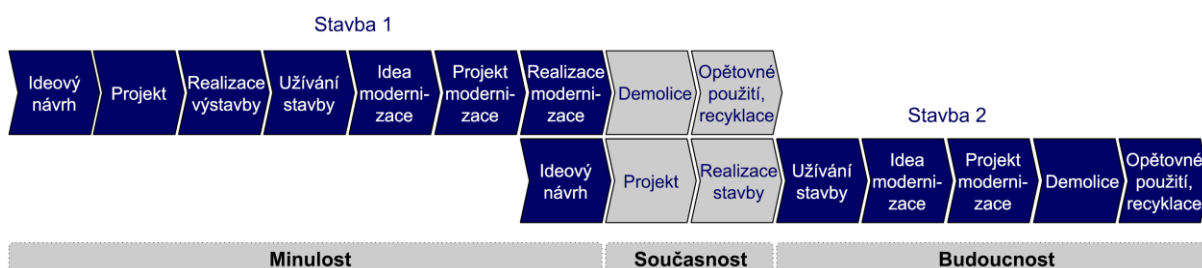 Stavba 1
Ideový
návrh
Projekt
Realizace
výstavby
Užívání
stavby
Idea
moderni-
zace
Projekt
moderni-
zace
Realizace
moderni-
zace
Demolice
Opětovné
použití,
recyklace
Stavba 2
Ideový
návrh
Projekt
Realizace
stavby
Užívání
stavby
Idea
moderni-
zace
Projekt
moderni-
zace
Demolice
Opětovné
použití,
recyklace
Minulost
Současnost
Budoucnost